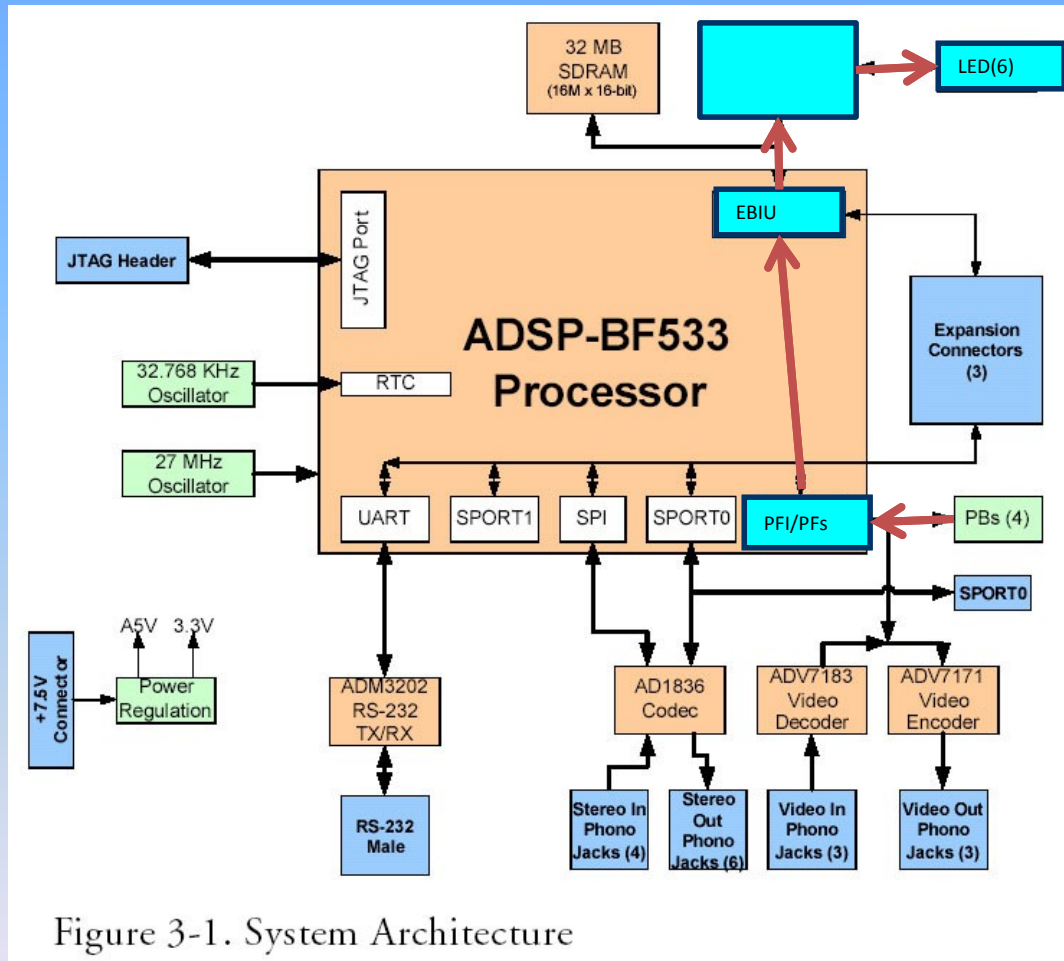 32 MB
SDRAM
(16M x 16-bit)
LED(6)
EBIU
JTAG Header
JTAG Port
ADSP-BF533
Processor
Expansion
Connectors
(3)
32.768 KHz
Oscillator
RTC
27 MHz
Oscillator
UART
SPORT1
SPI
SPORT0
PFI/PFs
PBs (4)
SPORT0
+7.5V
Connector
A5V
3.3V
Power
Regulation
ADM3202
RS-232
TX/RX
AD1836
Codec
ADV7183
Video
Decoder
ADV7171
Video
Encoder
RS-232
Male
Stereo In
Phono
Jacks (4)
Stereo
Out
Phono
Jacks (6)
Video In
Phono
Jacks (3)
Video Out
Phono
Jacks (3)
Figure 3-1. System Architecture